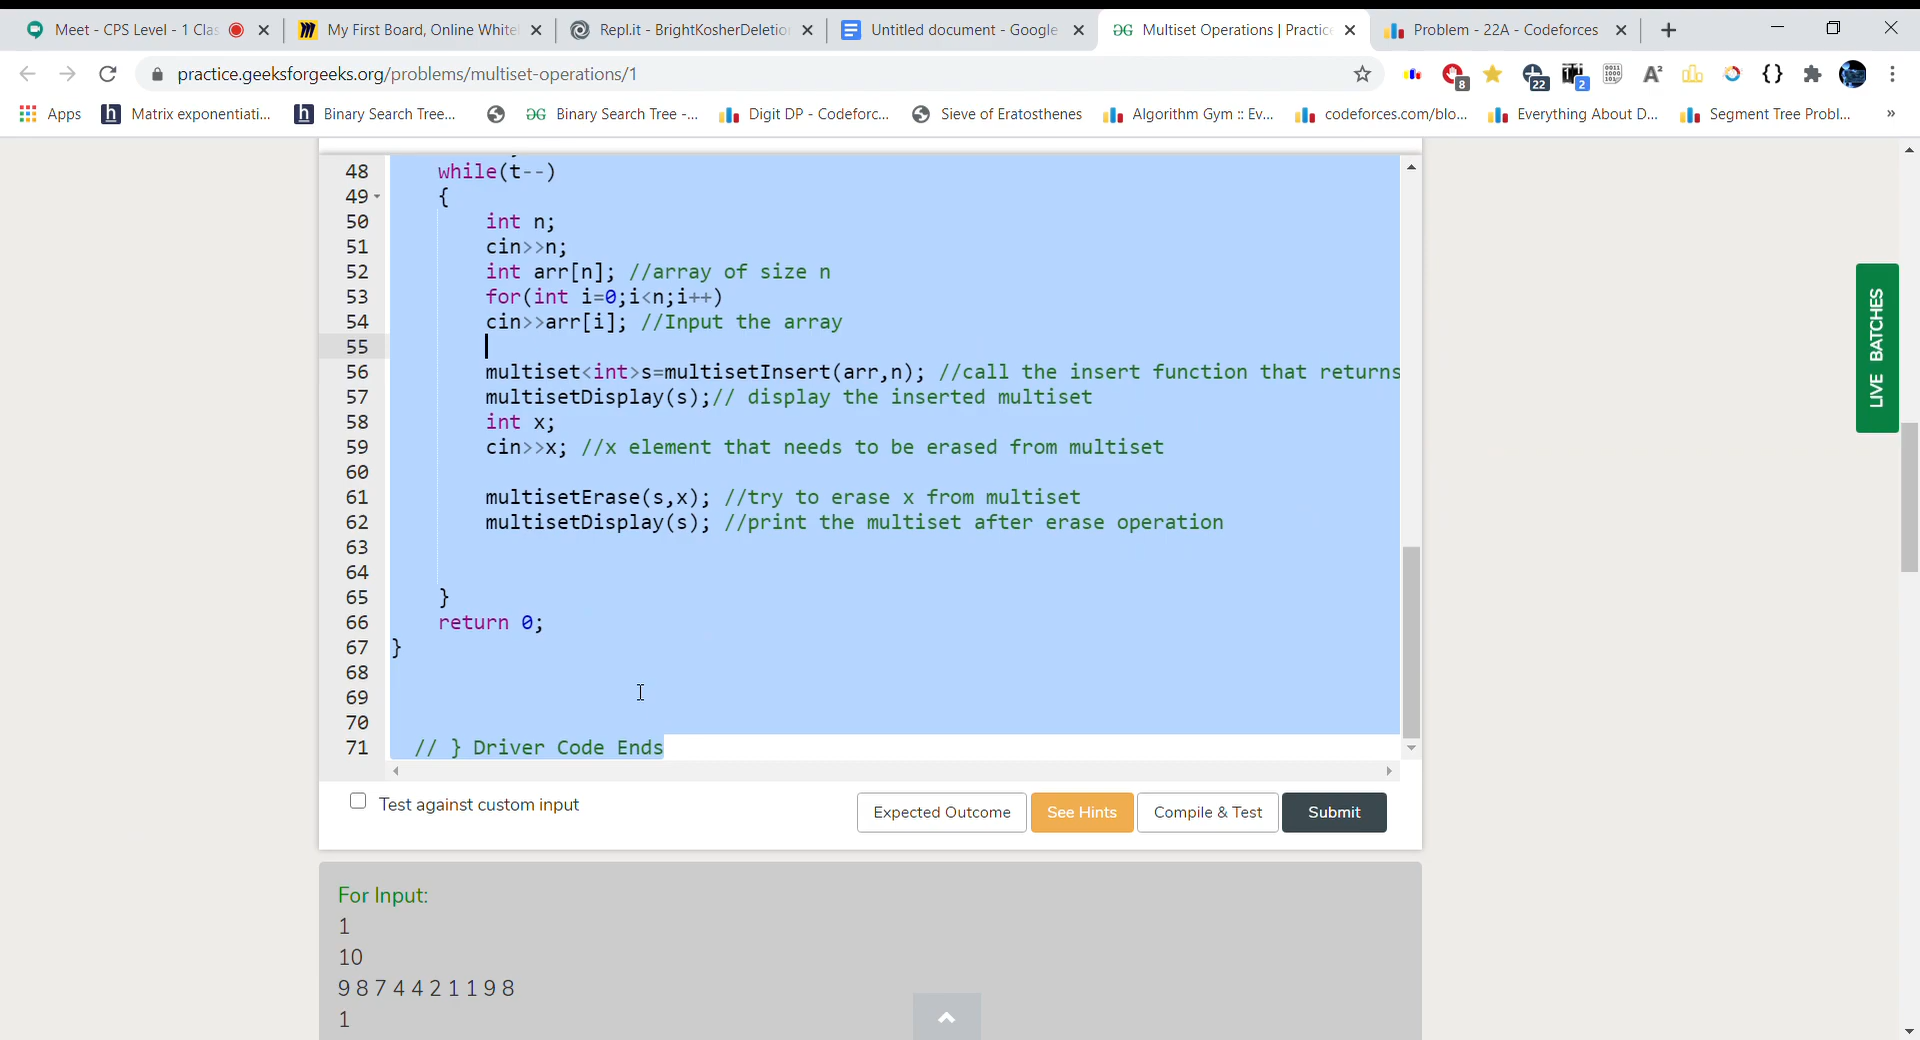 Meet - CPS Level - 1 Clas
My First Board, Online White
Repl.it - BrightKosherDeletio
Untitled document - Google
Multiset Operations | Practic
Problem - 22A - Codeforces
practice.geeksforgeeks.org/problems/multiset-operations/1
8
22
2
Apps
Matrix exponentiati...
Binary Search Tree...
Binary Search Tree -...
Digit DP - Codeforc...
Sieve of Eratosthenes
Algorithm Gym :: Ev...
codeforces.com/blo...
Everything About D...
Segment Tree Probl...
»
48 while(t--)
49 {
50 int n;
51 cin>>n;
52 int arr[n]; //array of size n
53 for(int i=0;i<n;i++)
54 cin>>arr[i]; //Input the array
55
56 multiset<int>s=multisetInsert(arr,n); //call the insert function that returns
57 multisetDisplay(s);// display the inserted multiset
58 int x;
59 cin>>x; //x element that needs to be erased from multiset
60
61 multisetErase(s,x); //try to erase x from multiset
62 multisetDisplay(s); //print the multiset after erase operation
63
64
65 }
66 return 0;
67 }
68
69
70
71 // } Driver Code Ends
LIVE BATCHES
Test against custom input
Expected Outcome
See Hints
Compile & Test
Submit
For Input:
1
10
9 8 7 4 4 2 1 1 9 8
1